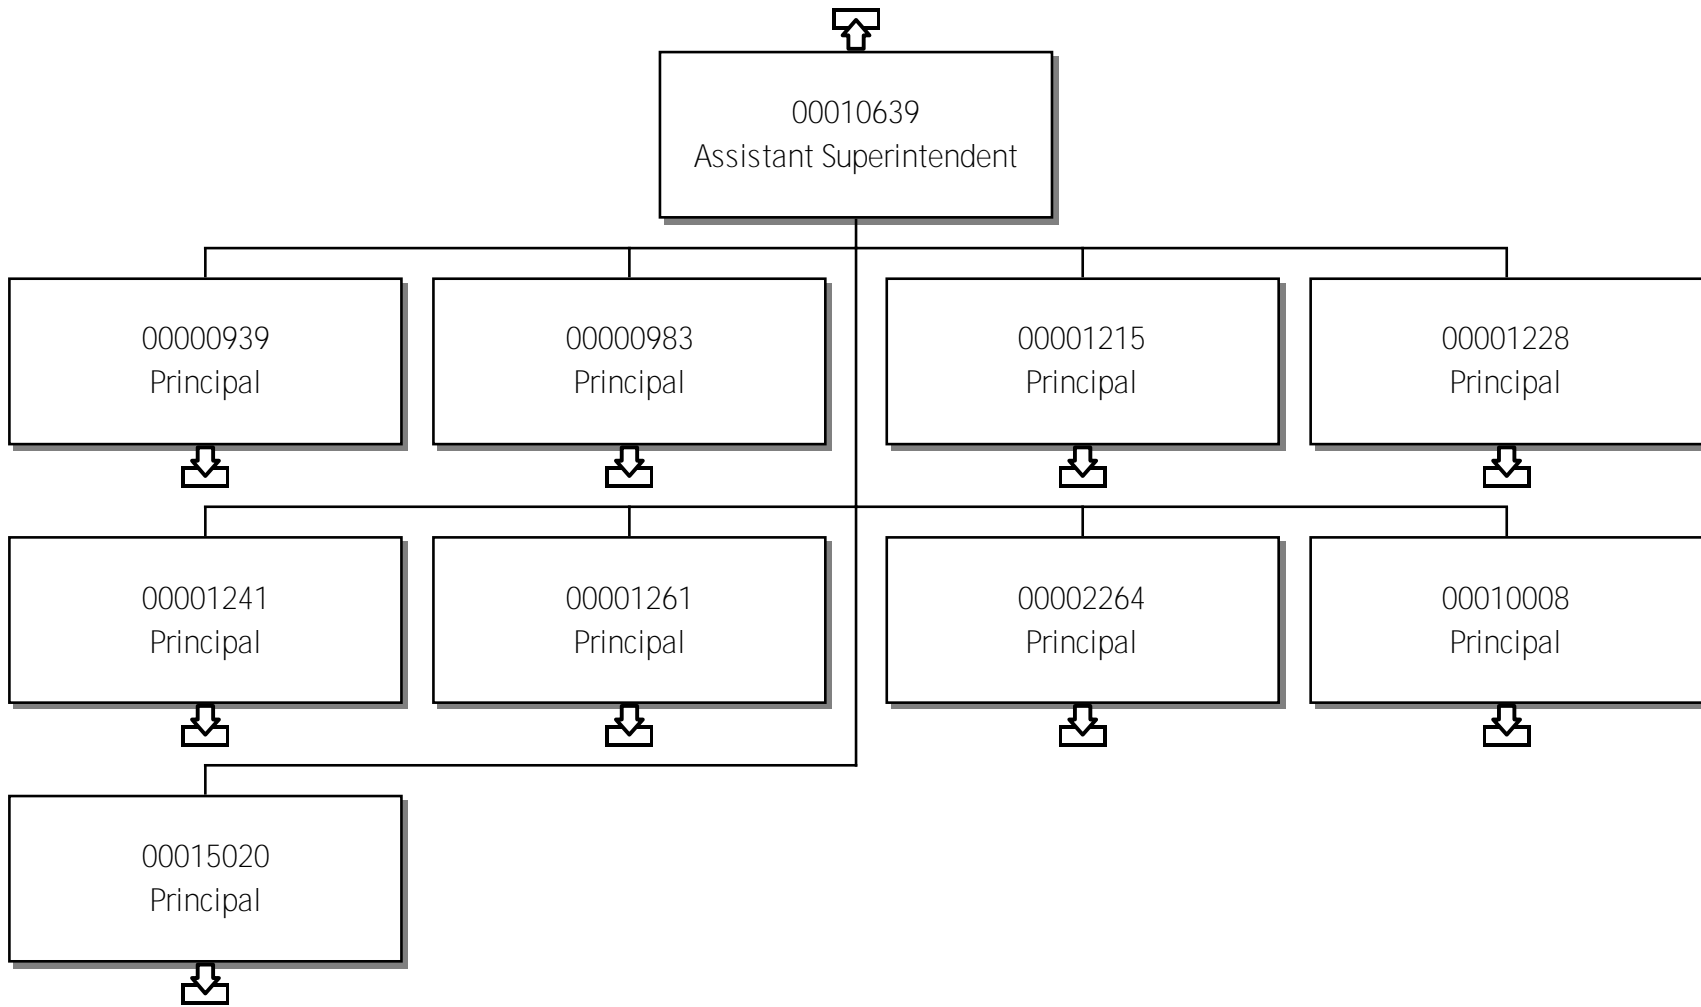 00010639
Assistant Superintendent
00000939
Principal
00000983
Principal
00001215
Principal
00001228
Principal
00001241
Principal
00001261
Principal
00002264
Principal
00010008
Principal
00015020
Principal